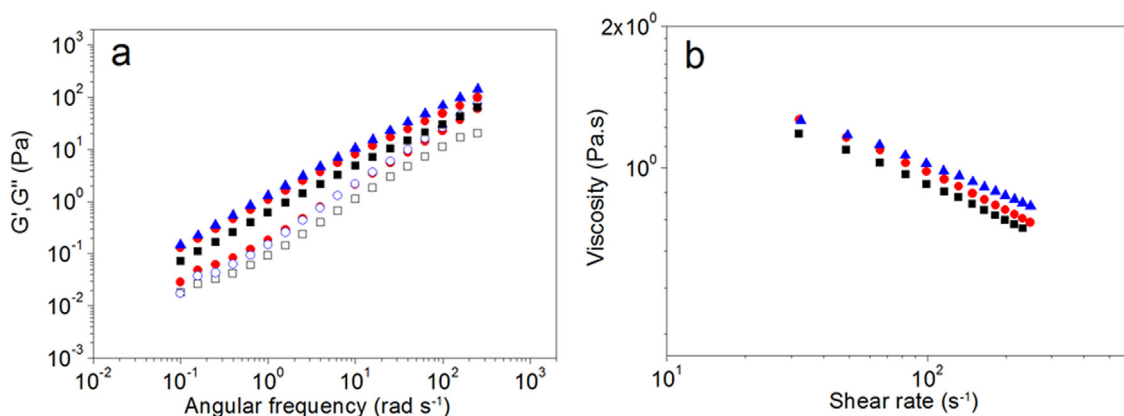 a
10³
10²
10¹
10⁰
10⁻¹
10⁻²
10⁻³
G',G'' (Pa)
10⁻² 10⁻¹ 10⁰ 10¹ 10² 10³
Angular frequency (rad s⁻¹)
b
2x10⁰
10⁰
Viscosity (Pa.s)
10¹ 10²
Shear rate (s⁻¹)